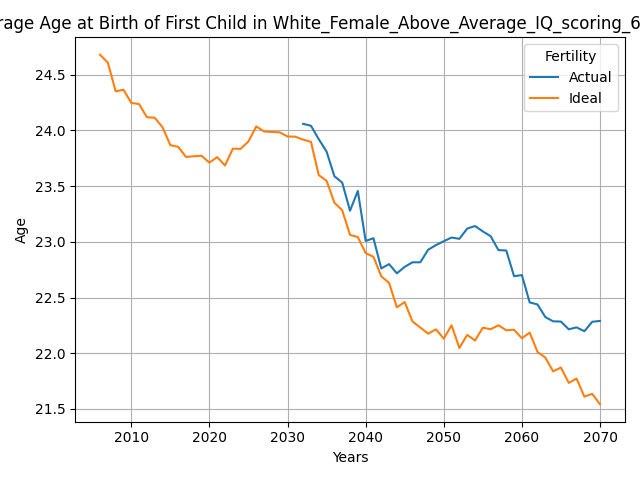 rage Age at Birth of First Child in White_Female_Above_Average_IQ_scoring_6
Fertility
Actual
Ideal
Age
24.5
24.0
23.5
23.0
22.5
22.0
21.5
2010 2020 2030 2040 2050 2060 2070
Years